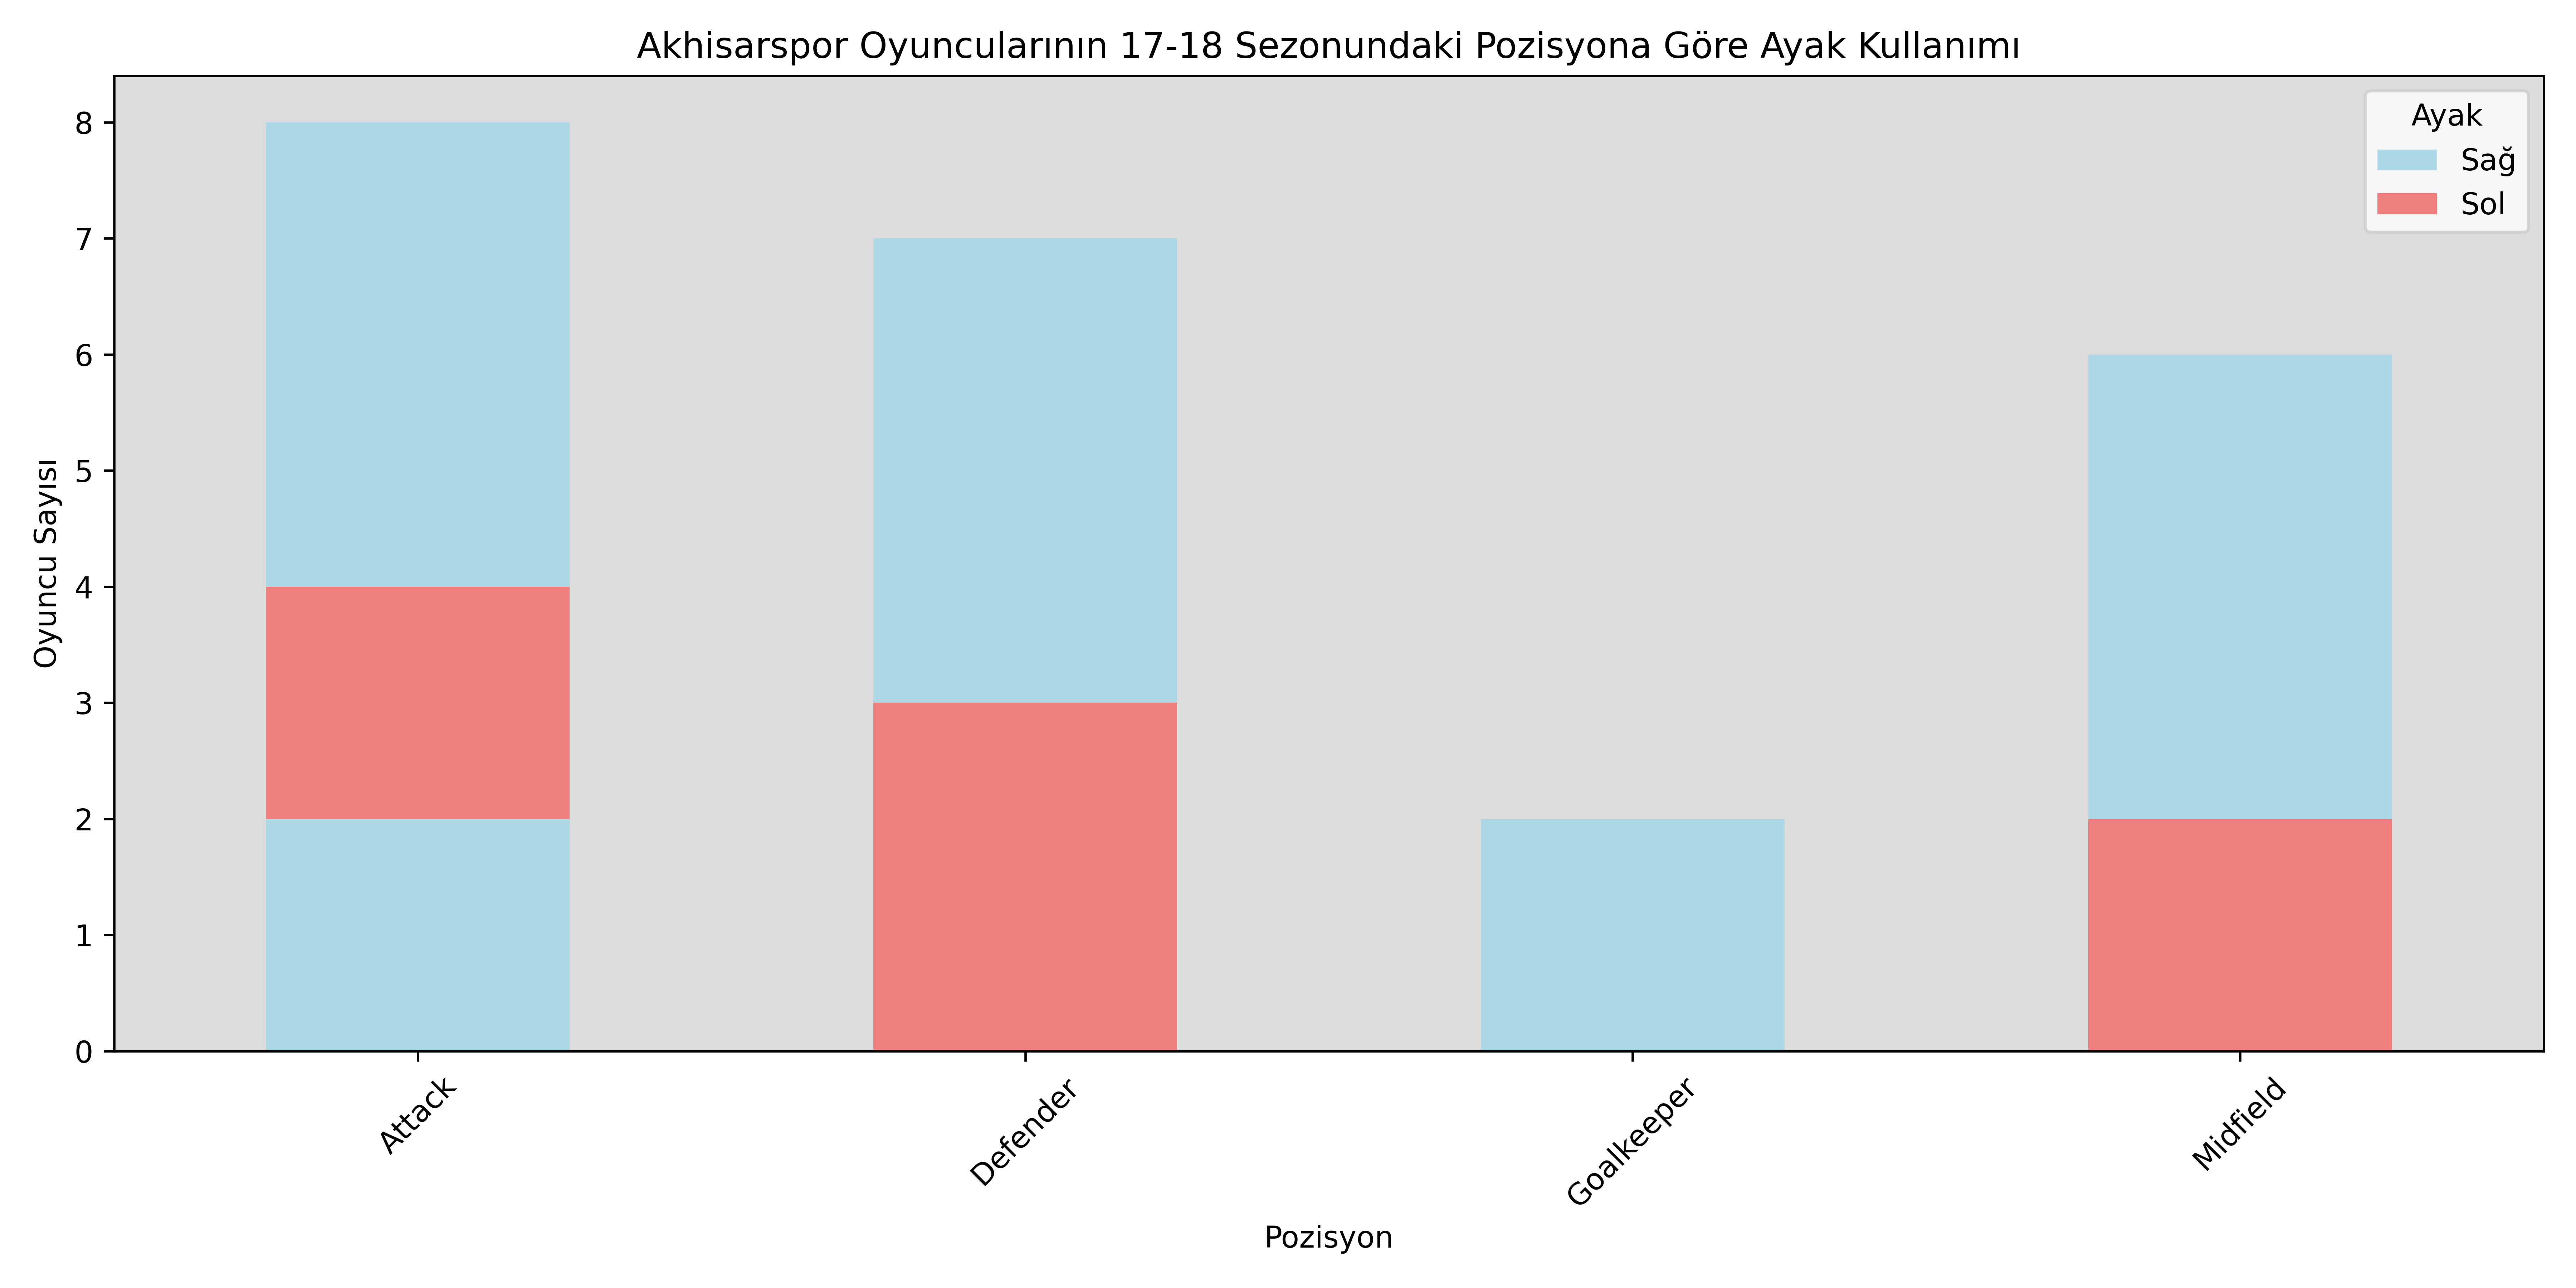 Akhisarspor Oyuncularının 17-18 Sezonundaki Pozisyona Göre Ayak Kullanımı
Ayak
Sağ
Sol
Oyuncu Sayısı
8
7
6
5
4
3
2
1
0
Attack
Defender
Goalkeeper
Midfield
Pozisyon